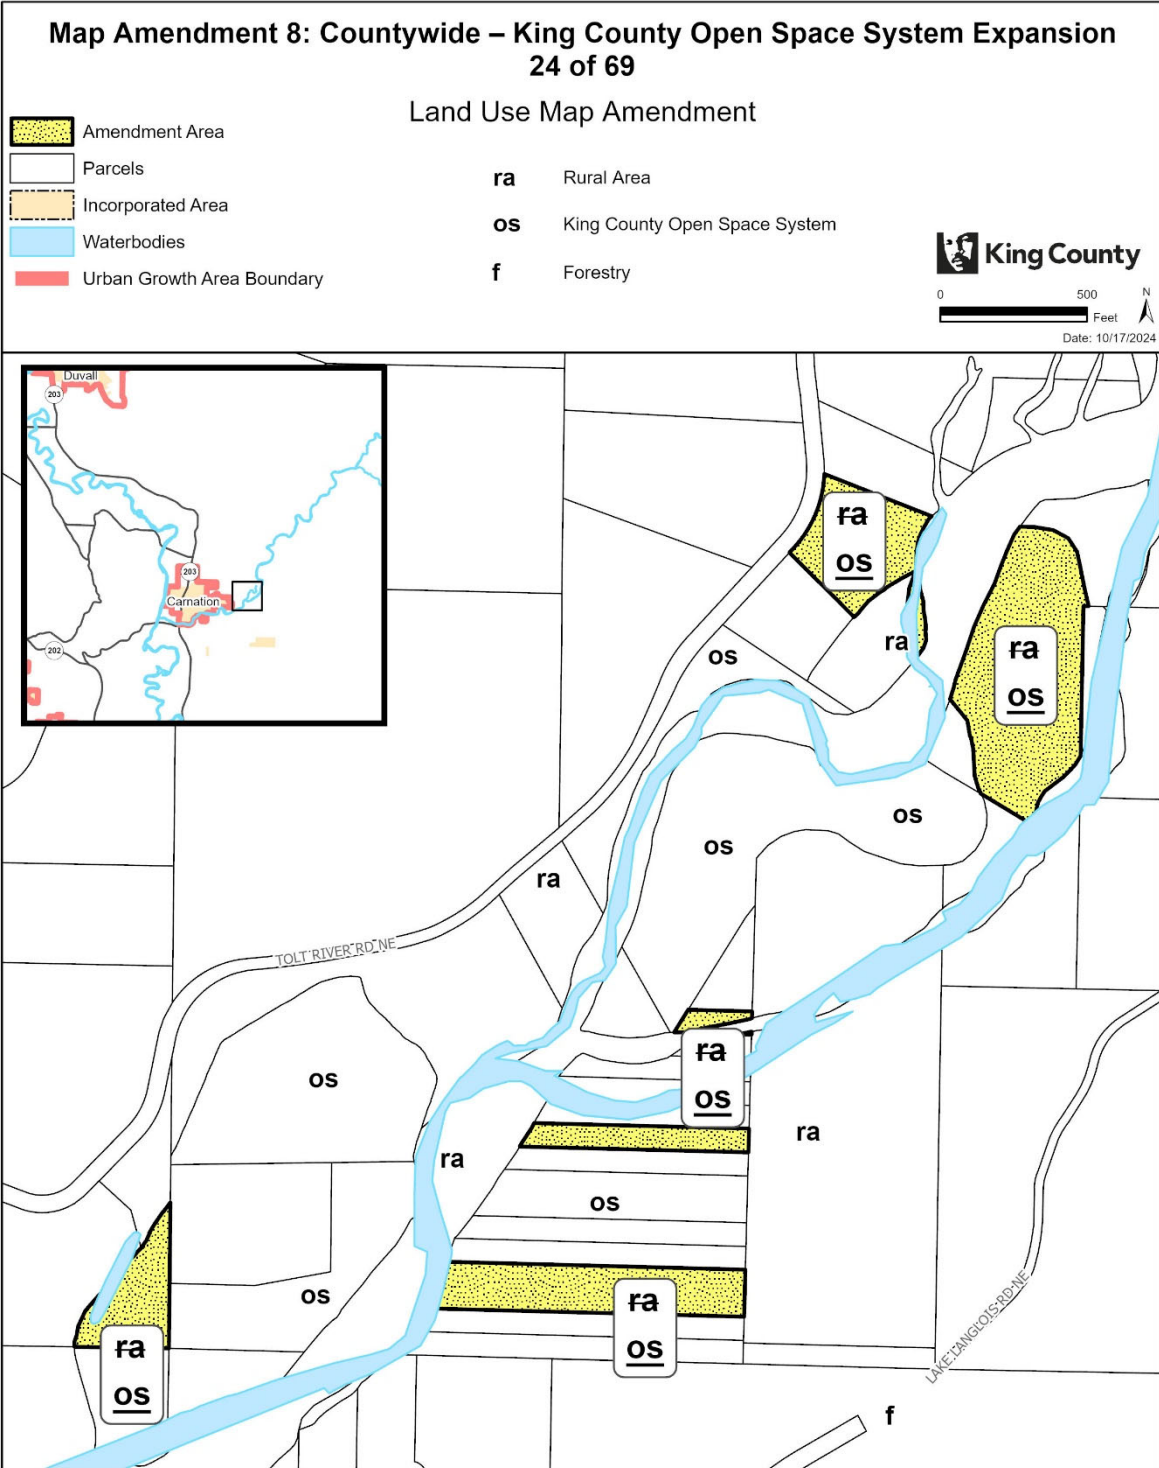 Map Amendment 8: Countywide – King County Open Space System Expansion
24 of 69
Land Use Map Amendment
Amendment Area
Parcels
Incorporated Area
Waterbodies
Urban Growth Area Boundary
ra Rural Area
os King County Open Space System
f Forestry
King County
0 500
Feet
N
Date: 10/17/2024
Duvall
203
203
Carnation
202
ra
os
ra
os
ra
os
os
os
ra
TOLT RIVER RD NE
ra
os
os
ra
ra
os
os
ra
os
ra
os
LAKE LANGLOIS RD NE
f